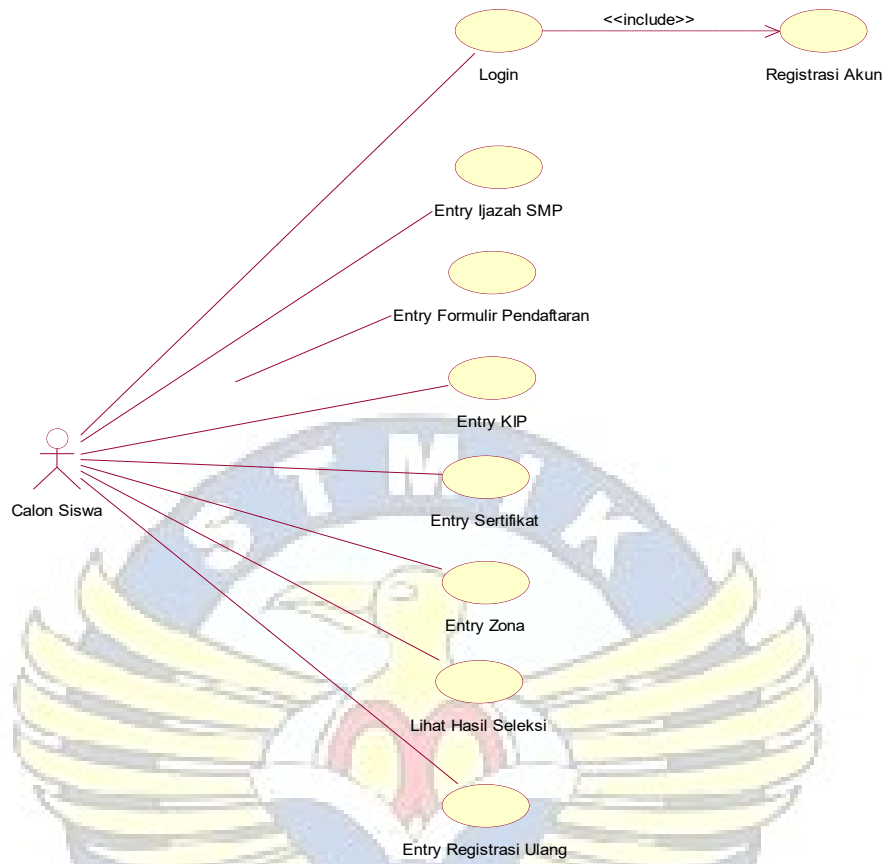 <<include>>
Login
Registrasi Akun
Entry Ijazah SMP
Entry Formulir Pendaftaran
Entry KIP
Calon Siswa
Entry Sertifikat
Entry Zona
Lihat Hasil Seleksi
Entry Registrasi Ulang
STMIK